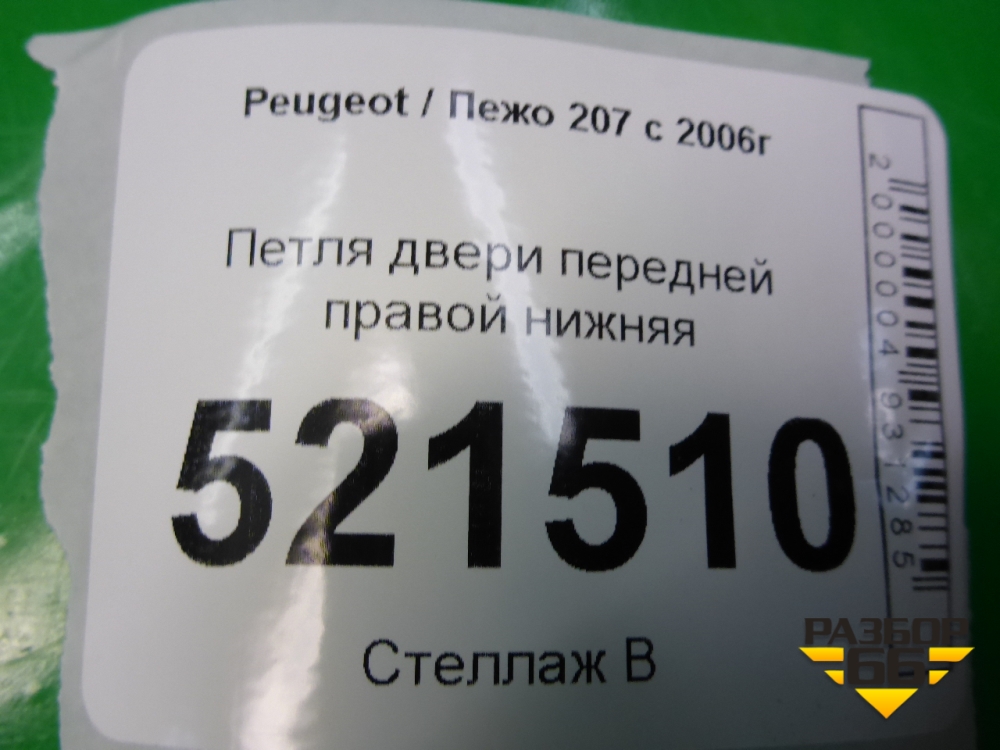 Peugeot / Пежо 207 с 2006г
Петля двери передней
правой нижняя
521510
Стеллаж В
2000004931285
РАЗБОР
66